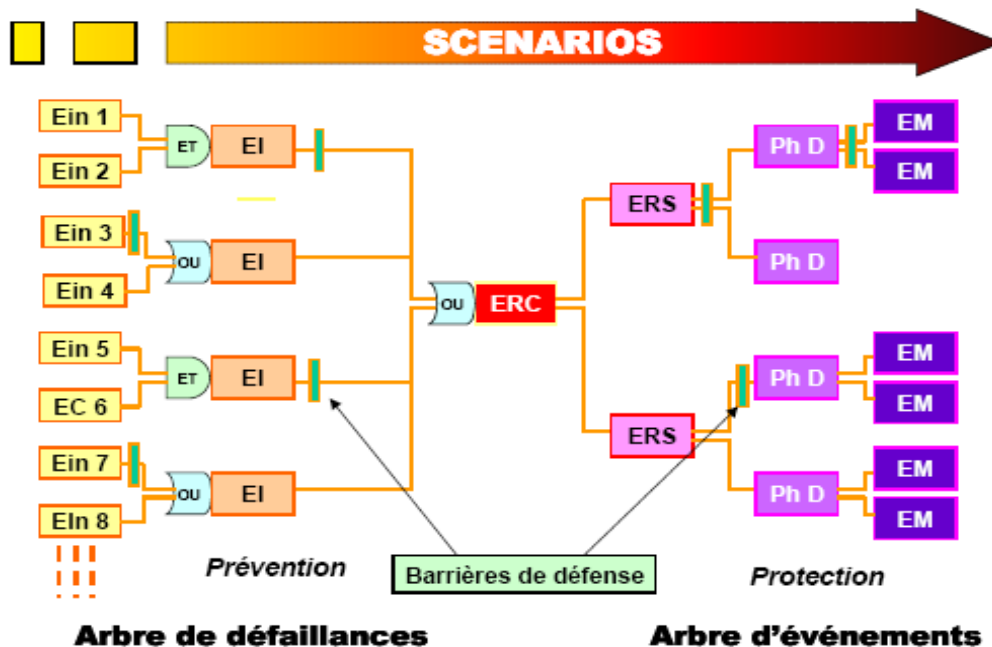 SCENARIOS
Ein 1
Ein 2
ET
EI
Ein 3
Ein 4
OU
EI
Ein 5
EC 6
ET
EI
Ein 7
EIn 8
OU
EI
OU
ERC
ERS
ERS
Ph D
Ph D
Ph D
Ph D
EM
EM
EM
EM
EM
EM
Prévention
Barrières de défense
Protection
Arbre de défaillances
Arbre d'événements